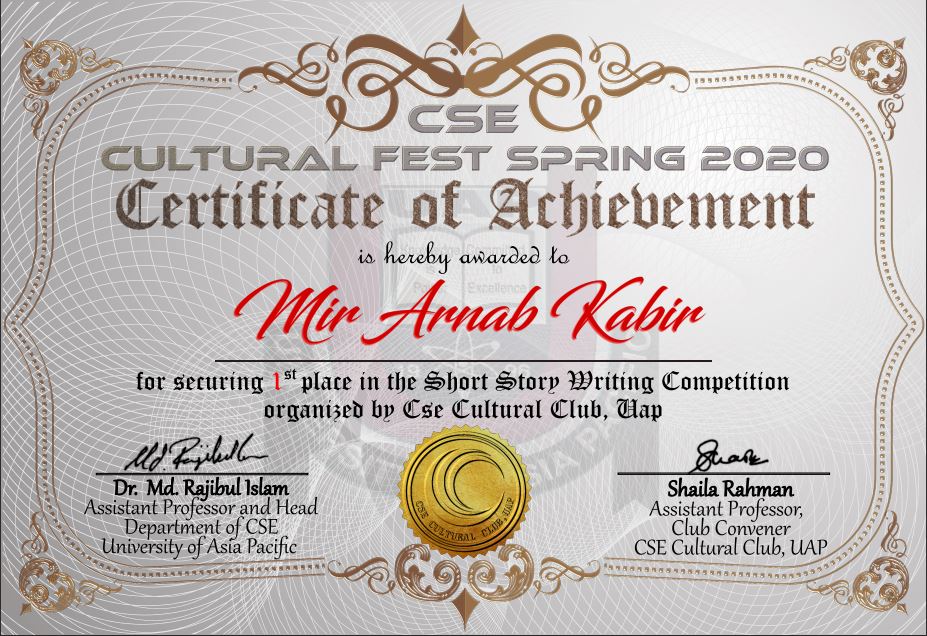 CSE
CULTURAL FEST SPRING 2020
Certificate of Achievement
is hereby awarded to
Mir Arnab Kabir
for securing 1st place in the Short Story Writing Competition
organized by Cse Cultural Club, Uap
Md. Rajibul
Dr. Md. Rajibul Islam
Assistant Professor and Head
Department of CSE
University of Asia Pacific
CSE CULTURAL CLUB, UAP
Shaila Rahman
Assistant Professor,
Club Convener
CSE Cultural Club, UAP